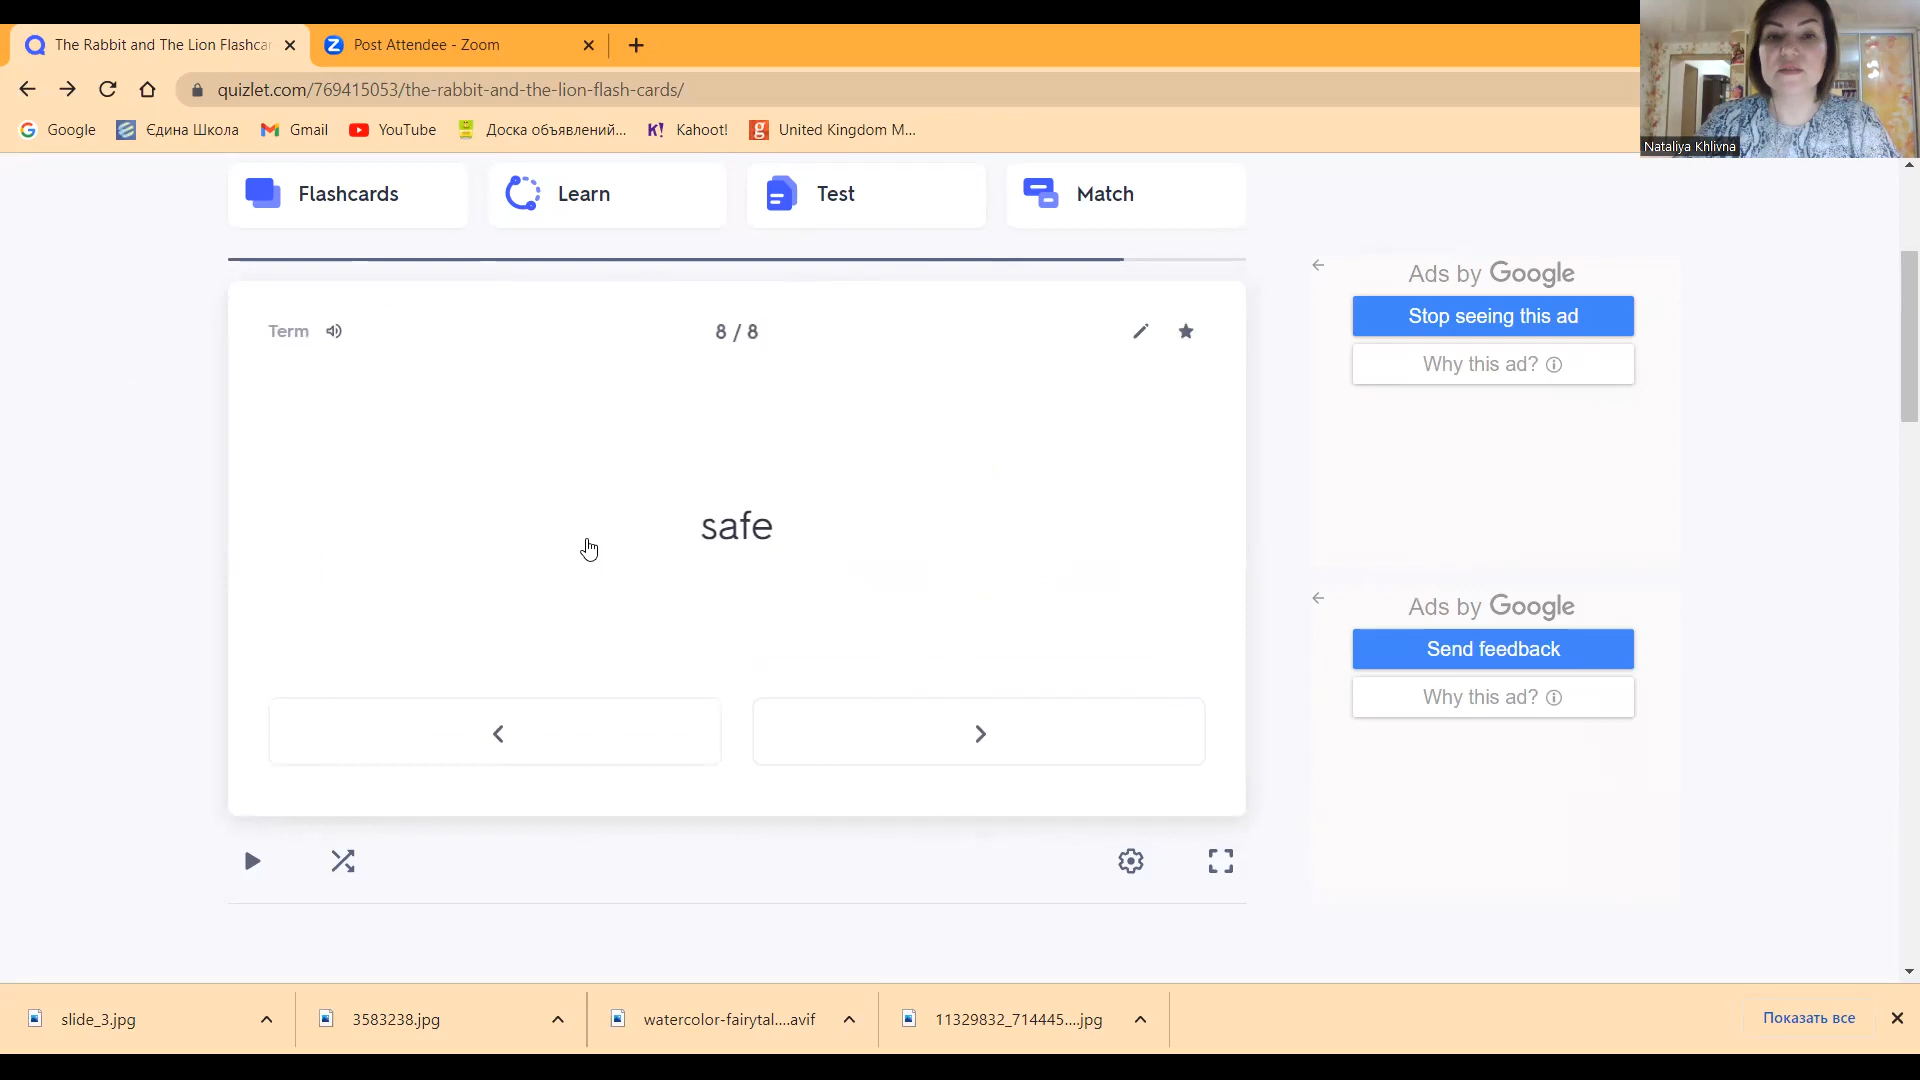 The Rabbit and The Lion Flashca
Post Attendee - Zoom
quizlet.com/769415053/the-rabbit-and-the-lion-flash-cards/
Google
Єдина Школа
Gmail
YouTube
Доска объявлений...
K! Kahoot!
United Kingdom M...
Nataliya Khlivna
Flashcards
Learn
Test
Match
Term
8 / 8
safe
Ads by Google
Stop seeing this ad
Why this ad?
Ads by Google
Send feedback
Why this ad?
slide_3.jpg
3583238.jpg
watercolor-fairytal....avif
11329832_714445....jpg
Показать все